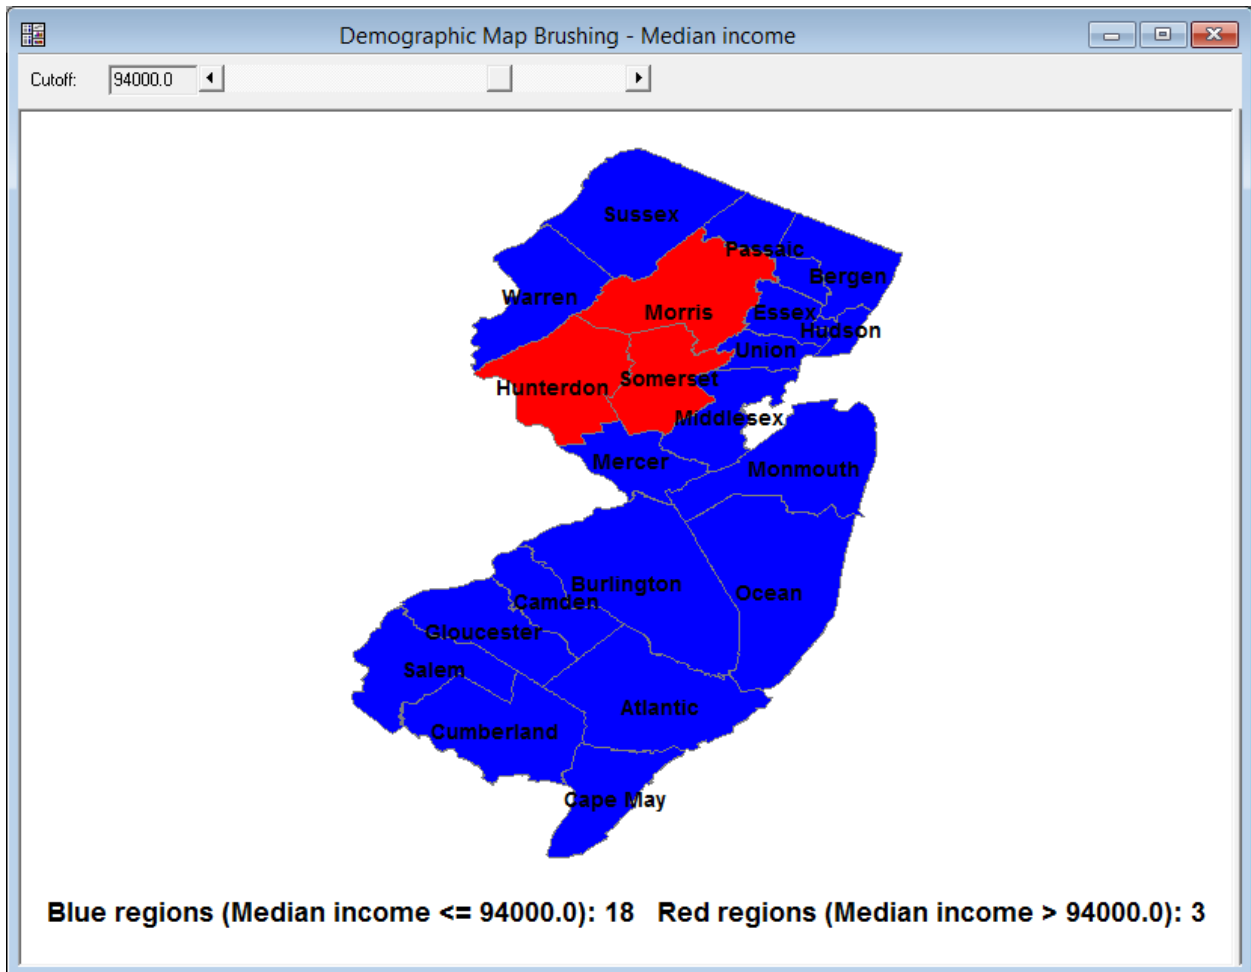 Demographic Map Brushing - Median income
Cutoff: 94000.0
Sussex
Passaic
Bergen
Warren
Morris
Essex
Hudson
Union
Somerset
Hunterdon
Middlesex
Mercer
Monmouth
Burlington
Ocean
Camden
Gloucester
Salem
Atlantic
Cumberland
Cape May
Blue regions (Median income <= 94000.0): 18 Red regions (Median income > 94000.0): 3